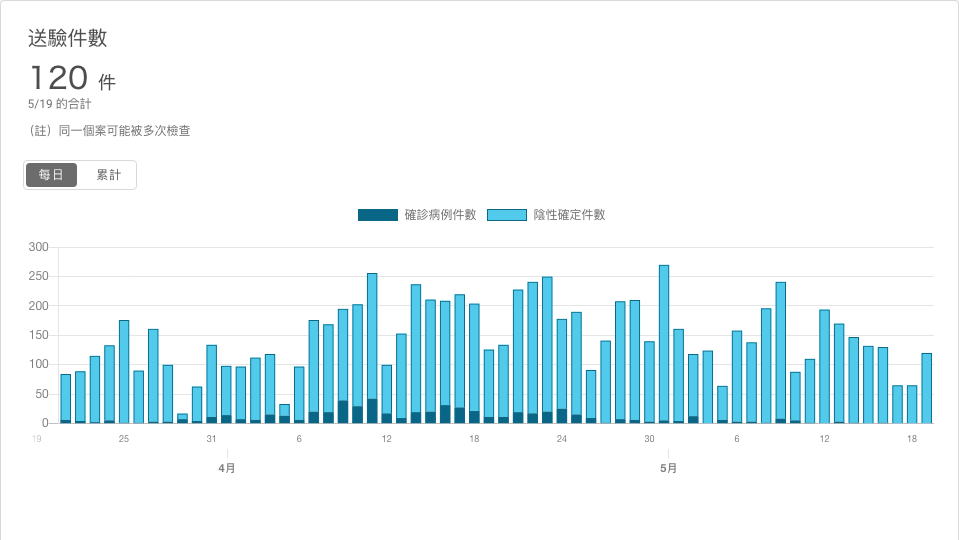 送驗件數
120 件
5/19 的合計
（註）同一個案可能被多次檢查
每日 累計
確診病例件數 陰性確定件數
300
250
200
150
100
50
0
19 25 31 6 12 18 24 30 6 12 18
4月 5月